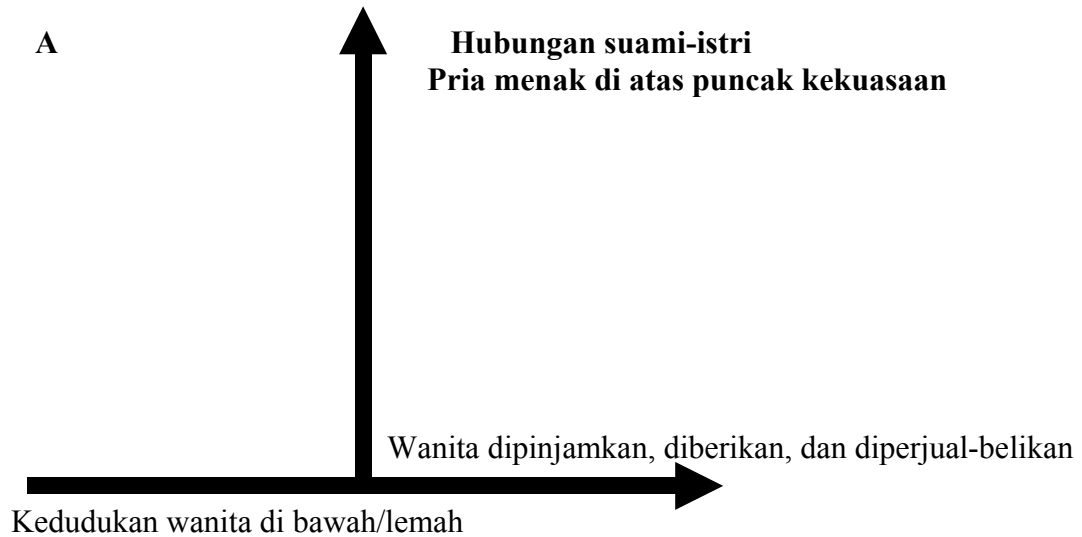 A
Hubungan suami-istri
Pria menak di atas puncak kekuasaan
Wanita dipinjamkan, diberikan, dan diperjual-belikan
Kedudukan wanita di bawah/lemah